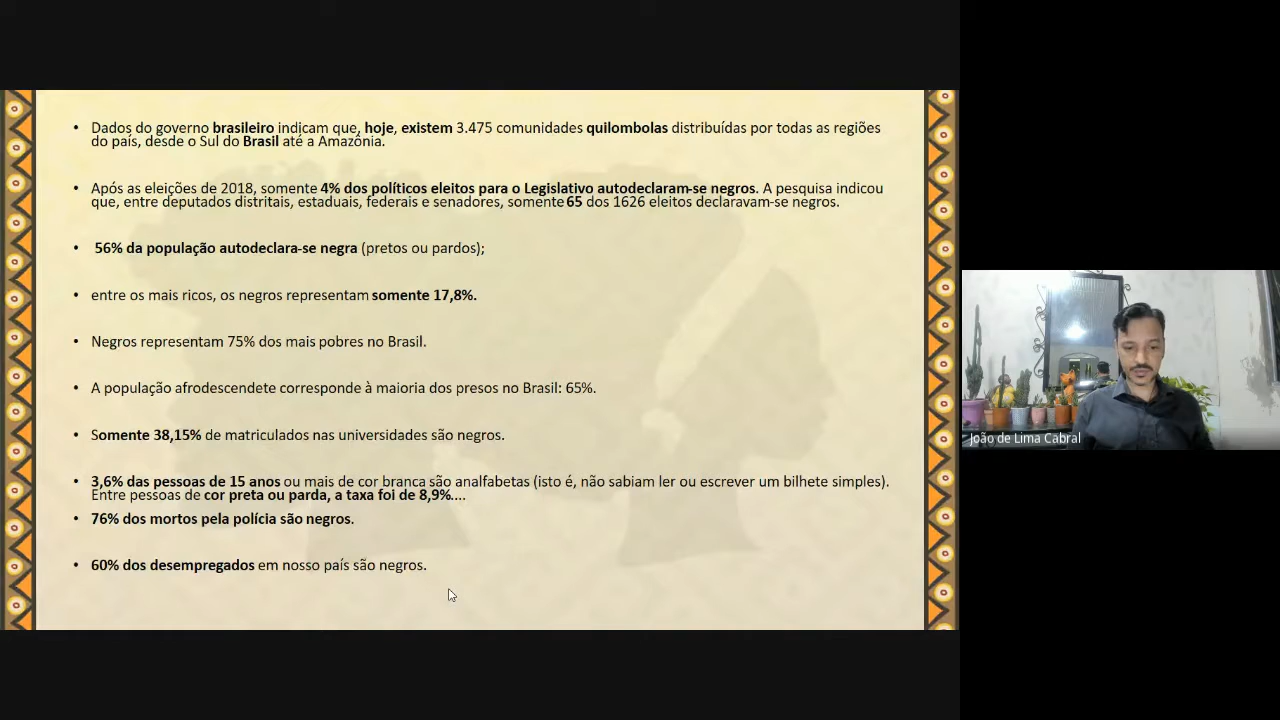 • Dados do governo brasileiro indicam que, hoje, existem 3.475 comunidades quilombolas distribuídas por todas as regiões
do país, desde o Sul do Brasil até a Amazônia.
• Após as eleições de 2018, somente 4% dos políticos eleitos para o Legislativo autodeclaram-se negros. A pesquisa indicou
que, entre deputados distritais, estaduais, federais e senadores, somente 65 dos 1626 eleitos declaravam-se negros.
• 56% da população autodeclara-se negra (pretos ou pardos);
• entre os mais ricos, os negros representam somente 17,8%.
• Negros representam 75% dos mais pobres no Brasil.
• A população afrodescendete corresponde à maioria dos presos no Brasil: 65%.
• Somente 38,15% de matriculados nas universidades são negros.
• 3,6% das pessoas de 15 anos ou mais de cor branca são analfabetas (isto é, não sabiam ler ou escrever um bilhete simples).
Entre pessoas de cor preta ou parda, a taxa foi de 8,9%....
• 76% dos mortos pela polícia são negros.
• 60% dos desempregados em nosso país são negros.
João de Lima Cabral